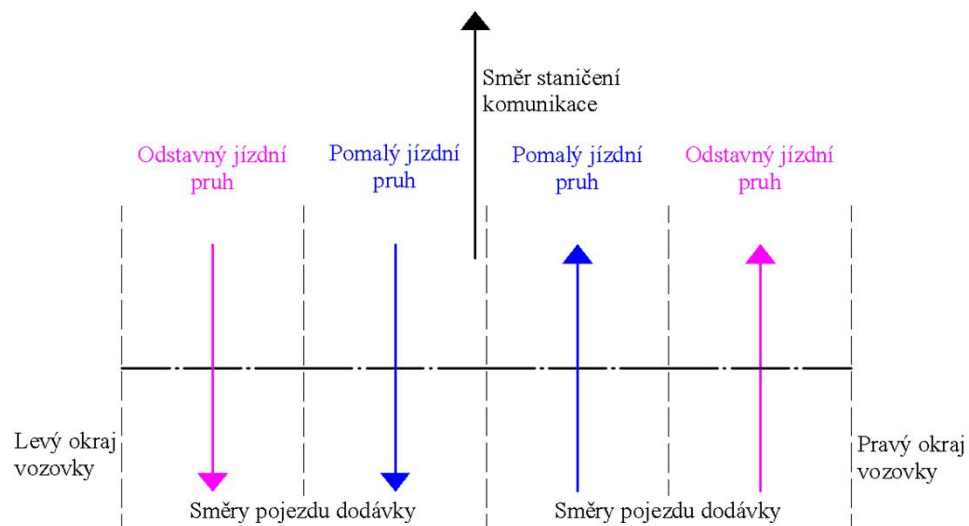 Směr staničení
komunikace
Odstavný jízdní
pruh
Pomalý jízdní
pruh
Pomalý jízdní
pruh
Odstavný jízdní
pruh
Levý okraj
vozovky
Pravý okraj
vozovky
Směry pojezdu dodávky
Směry pojezdu dodávky